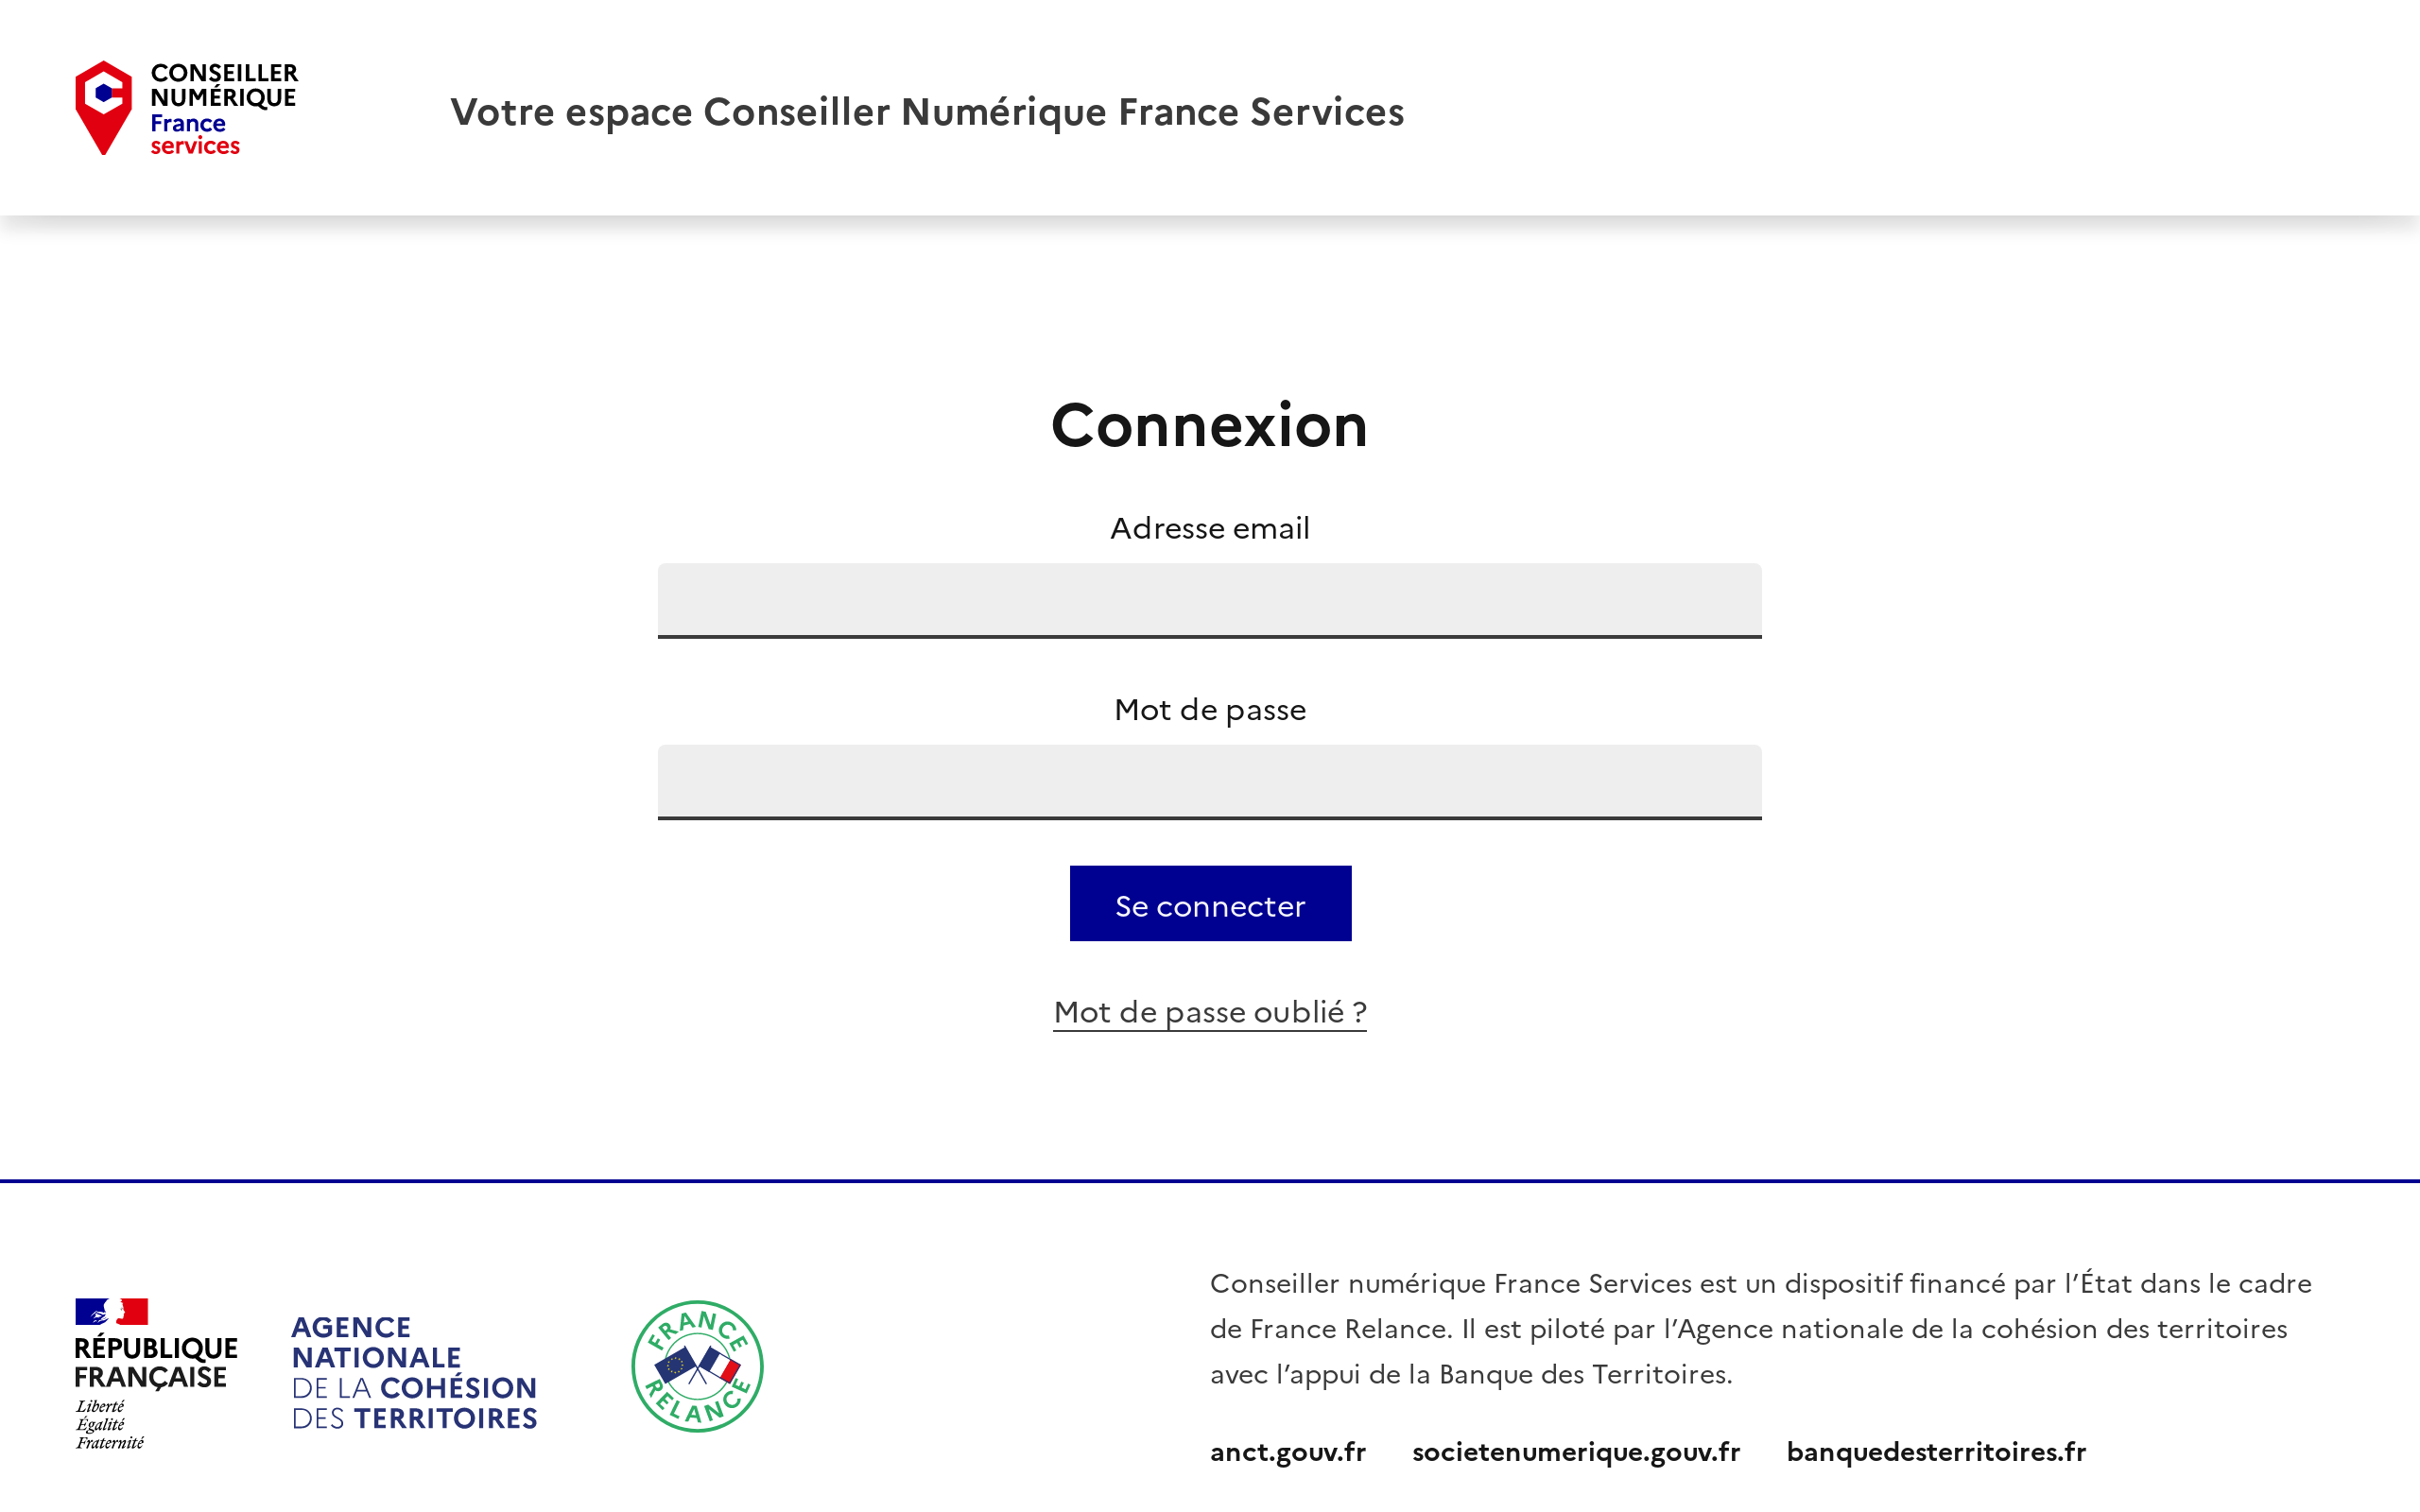 CONSEILLER
NUMÉRIQUE
France
services
Votre espace Conseiller Numérique France Services
Connexion
Adresse email
Mot de passe
Se connecter
Mot de passe oublié ?
RÉPUBLIQUE
FRANÇAISE
Liberté
Égalité
Fraternité
AGENCE
NATIONALE
DE LA COHÉSION
DES TERRITOIRES
FRANCE
RELANCE
Conseiller numérique France Services est un dispositif financé par l’État dans le cadre
de France Relance. Il est piloté par l’Agence nationale de la cohésion des territoires
avec l’appui de la Banque des Territoires.
anct.gouv.fr societenumerique.gouv.fr banquedesterritoires.fr